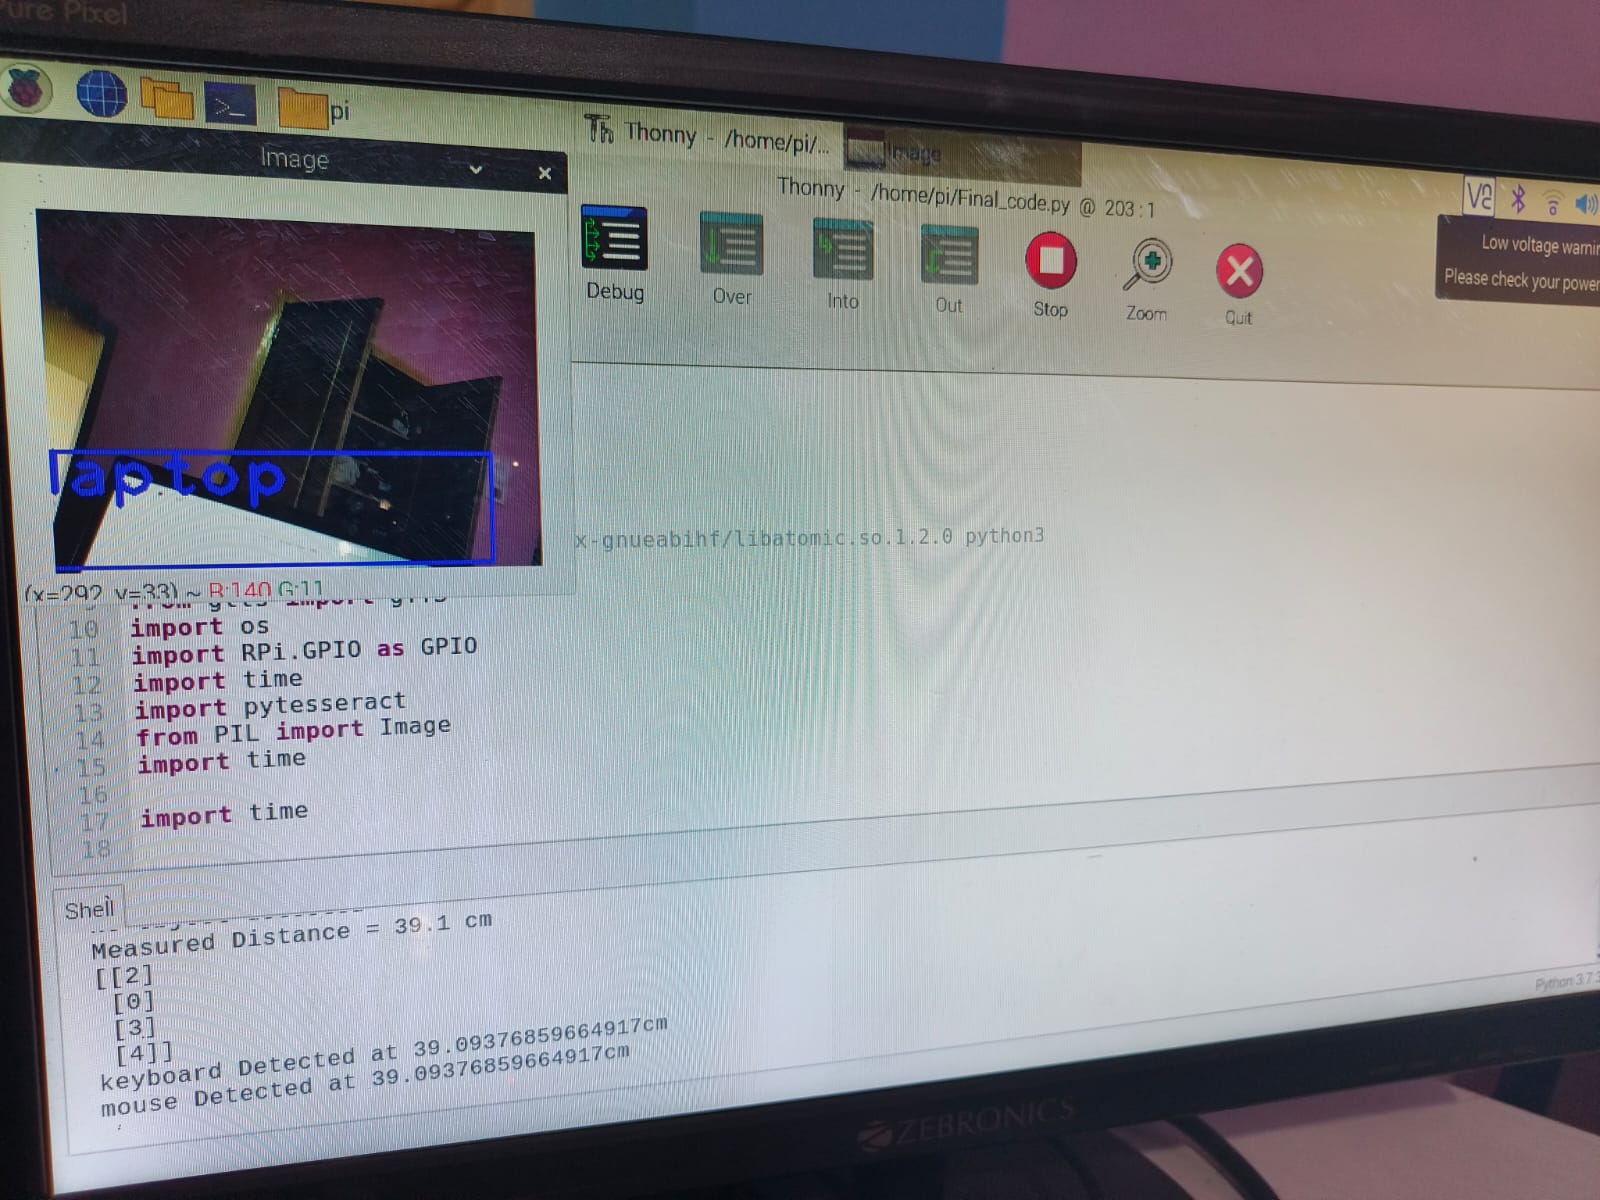 Pure Pixel
pi
Thonny - /home/pi/...
Image
Image
Thonny - /home/pi/Final_code.py @ 203:1
V2
Low voltage warnin
Please check your power
Debug
Over
Into
Out
Stop
Zoom
Quit
laptop
x-gnueabihf/libatomic.so.1.2.0 python3
(x=292, y=33) ~ R:140 G:11
10 import os
11 import RPi.GPIO as GPIO
12 import time
13 import pytesseract
14 from PIL import Image
15 import time
16
17 import time
18
Shell
Measured Distance = 39.1 cm
[[2]
[0]
[3]
[4]]
keyboard Detected at 39.09376859664917cm
mouse Detected at 39.09376859664917cm
Python 3.7.3
ZEBRONICS